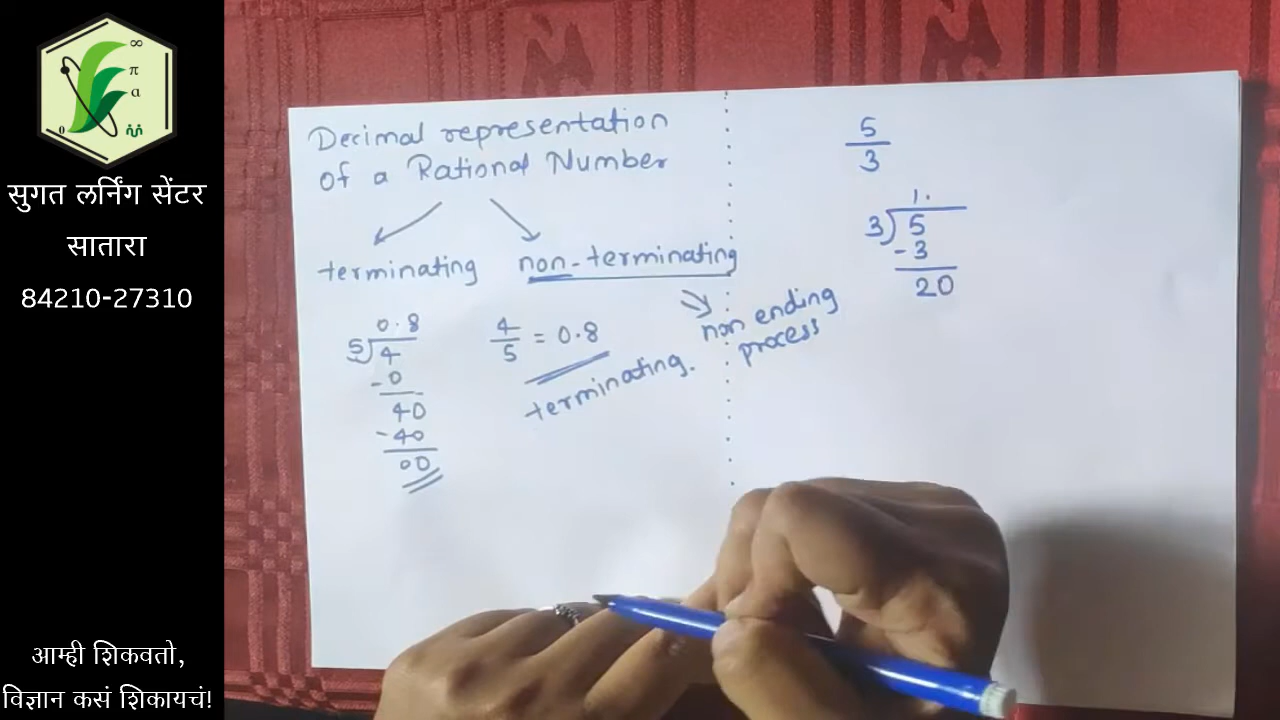 ∞
π
a
0
सुगत लर्निंग सेंटर
सातारा
84210-27310
आम्ही शिकवतो,
विज्ञान कसं शिकायचं!
Decimal representation
of a Rational Number
terminating
non-terminating
non ending
process
0.8
5)4
-0
40
-40
00
4/5 = 0.8
terminating.
5/3
1.
3)5
-3
20